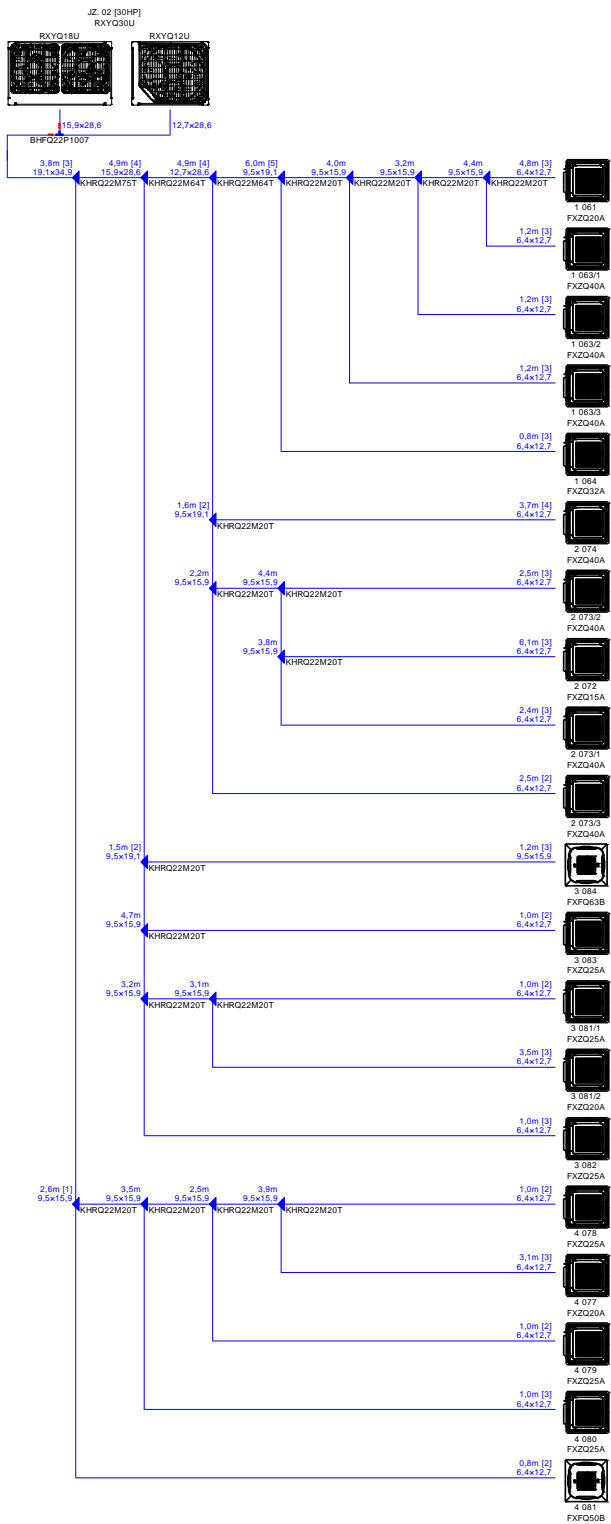 JZ. 02 [30HP]
RXYQ30U
RXYQ18U
RXYQ12U
15,9x28,6
12,7x28,6
BHFQ22P1007
3,8m [3]
19,1x34,9
KHRQ22M75T
4,9m [4]
15,9x28,6
KHRQ22M64T
4,9m [4]
12,7x28,6
KHRQ22M64T
6,0m [5]
9,5x19,1
KHRQ22M20T
4,0m
9,5x15,9
KHRQ22M20T
3,2m
9,5x15,9
KHRQ22M20T
4,4m
9,5x15,9
KHRQ22M20T
4,8m [3]
6,4x12,7
1 061
FXZQ20A
1,2m [3]
6,4x12,7
1 063/1
FXZQ40A
1,2m [3]
6,4x12,7
1 063/2
FXZQ40A
1,2m [3]
6,4x12,7
1 063/3
FXZQ40A
0,8m [3]
6,4x12,7
1 064
FXZQ32A
1,6m [2]
9,5x19,1
KHRQ22M20T
3,7m [4]
6,4x12,7
2 074
FXZQ40A
2,2m
9,5x15,9
KHRQ22M20T
4,4m
9,5x15,9
KHRQ22M20T
2,5m [3]
6,4x12,7
2 073/2
FXZQ40A
3,8m
9,5x15,9
KHRQ22M20T
6,1m [3]
6,4x12,7
2 072
FXZQ15A
2,4m [3]
6,4x12,7
2 073/1
FXZQ40A
2,5m [2]
6,4x12,7
2 073/3
FXZQ40A
1,5m [2]
9,5x19,1
KHRQ22M20T
1,2m [3]
9,5x15,9
3 084
FXFQ63B
4,7m
9,5x15,9
KHRQ22M20T
1,0m [2]
6,4x12,7
3 083
FXZQ25A
3,2m
9,5x15,9
KHRQ22M20T
3,1m
9,5x15,9
KHRQ22M20T
1,0m [2]
6,4x12,7
3 081/1
FXZQ25A
3,5m [3]
6,4x12,7
3 081/2
FXZQ20A
1,0m [3]
6,4x12,7
3 082
FXZQ25A
2,6m [1]
9,5x15,9
KHRQ22M20T
3,5m
9,5x15,9
KHRQ22M20T
2,5m
9,5x15,9
KHRQ22M20T
3,9m
9,5x15,9
KHRQ22M20T
1,0m [2]
6,4x12,7
4 078
FXZQ25A
3,1m [3]
6,4x12,7
4 077
FXZQ20A
1,0m [2]
6,4x12,7
4 079
FXZQ25A
1,0m [3]
6,4x12,7
4 080
FXZQ25A
0,8m [2]
6,4x12,7
4 081
FXFQ50B